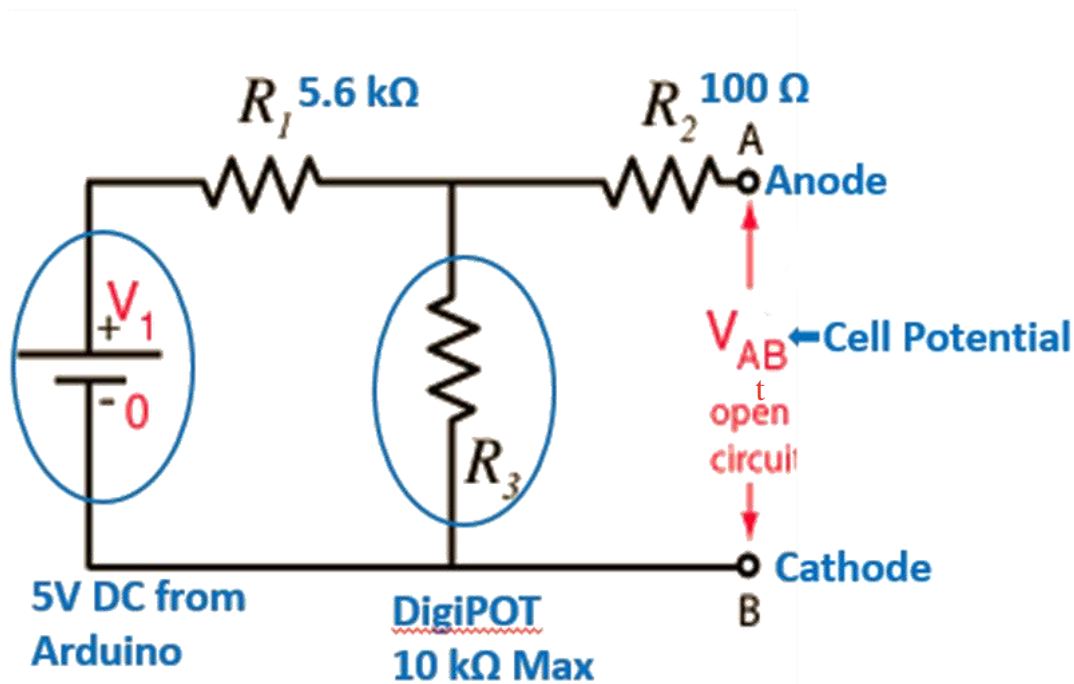 R1 5.6 kΩ
R2 100 Ω
A
Anode
V1
+
- 0
VAB
Cell Potential
t
open
circuit
R3
Cathode
B
5V DC from
Arduino
DigiPOT
10 kΩ Max